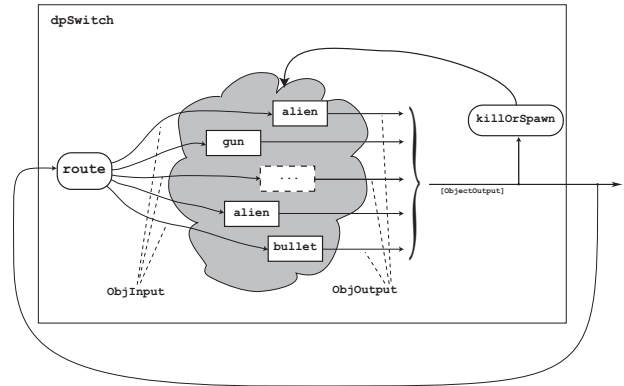 dpSwitch
alien
killOrSpawn
gun
route
...
[ObjectOutput]
alien
bullet
ObjInput
ObjOutput